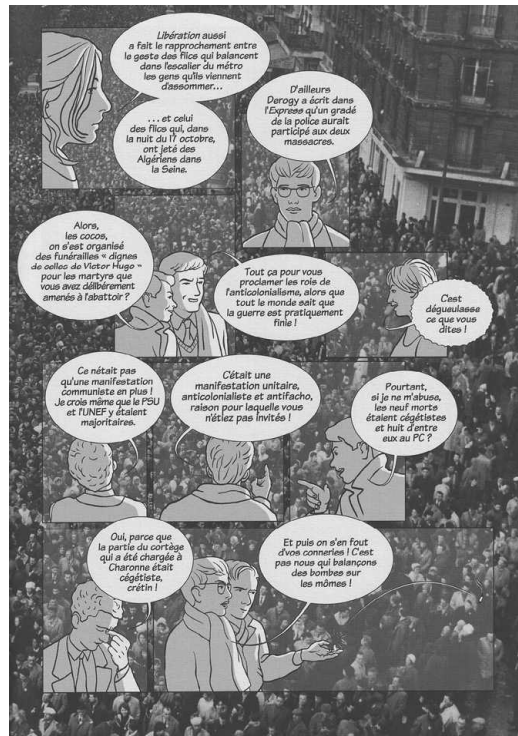 Libération aussi
a fait le rapprochement entre
le geste des flics qui balancent
dans l'escalier du métro
les gens qu'ils viennent
d'assommer...
... et celui
des flics qui, dans
la nuit du 17 octobre,
ont jeté des
Algériens dans
la Seine.
D'ailleurs
Derogy a écrit dans
l'Express qu'un gradé
de la police aurait
participé aux deux
massacres.
Alors,
les cocos,
on s'est organisé
des funérailles « dignes
de celles de Victor Hugo »
pour les martyrs que
vous avez délibérément
amenés à l'abattoir ?
Tout ça pour vous
proclamer les rois de
l'anticolonialisme, alors que
tout le monde sait que
la guerre est pratiquement
finie !
C'est
dégueulasse
ce que vous
dites !
Ce n'était pas
qu'une manifestation
communiste en plus !
Je crois même que le PSU
et l'UNEF y étaient
majoritaires.
C'était une
manifestation unitaire,
anticolonialiste et antifacho,
raison pour laquelle vous
n'étiez pas invités !
Pourtant,
si je ne m'abuse,
les neuf morts
étaient cégétistes
et huit d'entre
eux au PC ?
Oui, parce que
la partie du cortège
qui a été chargée à
Charonne était
cégétiste,
crétin !
Et puis on s'en fout
d'vos conneries ! C'est
pas nous qui balançons
des bombes sur
les mômes !